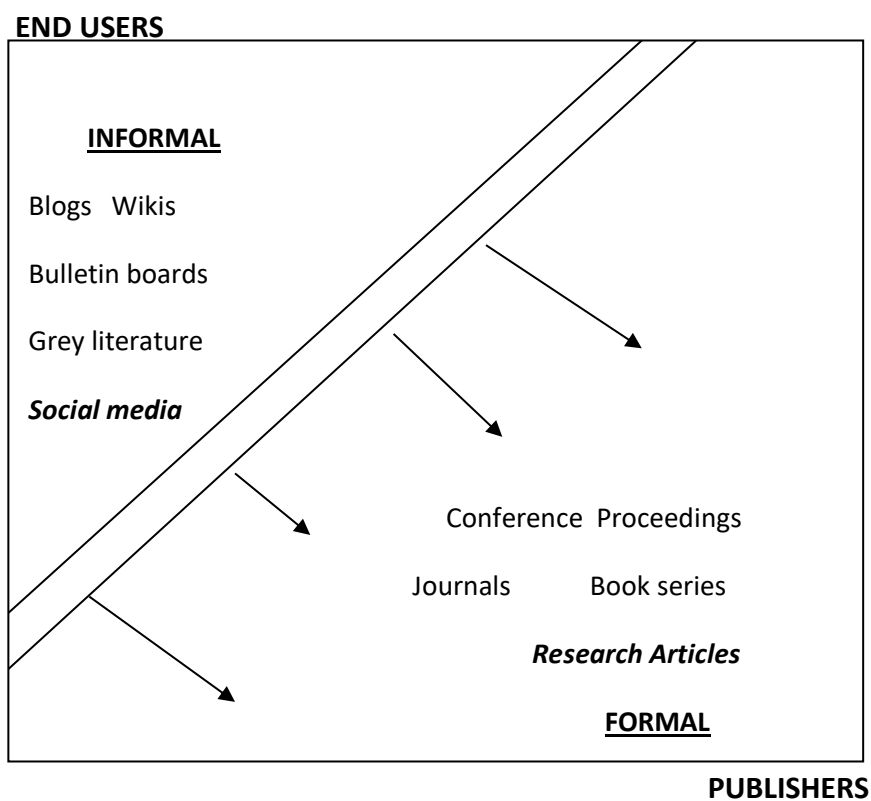 END USERS
INFORMAL
Blogs Wikis
Bulletin boards
Grey literature
Social media
Conference Proceedings
Journals Book series
Research Articles
FORMAL
PUBLISHERS